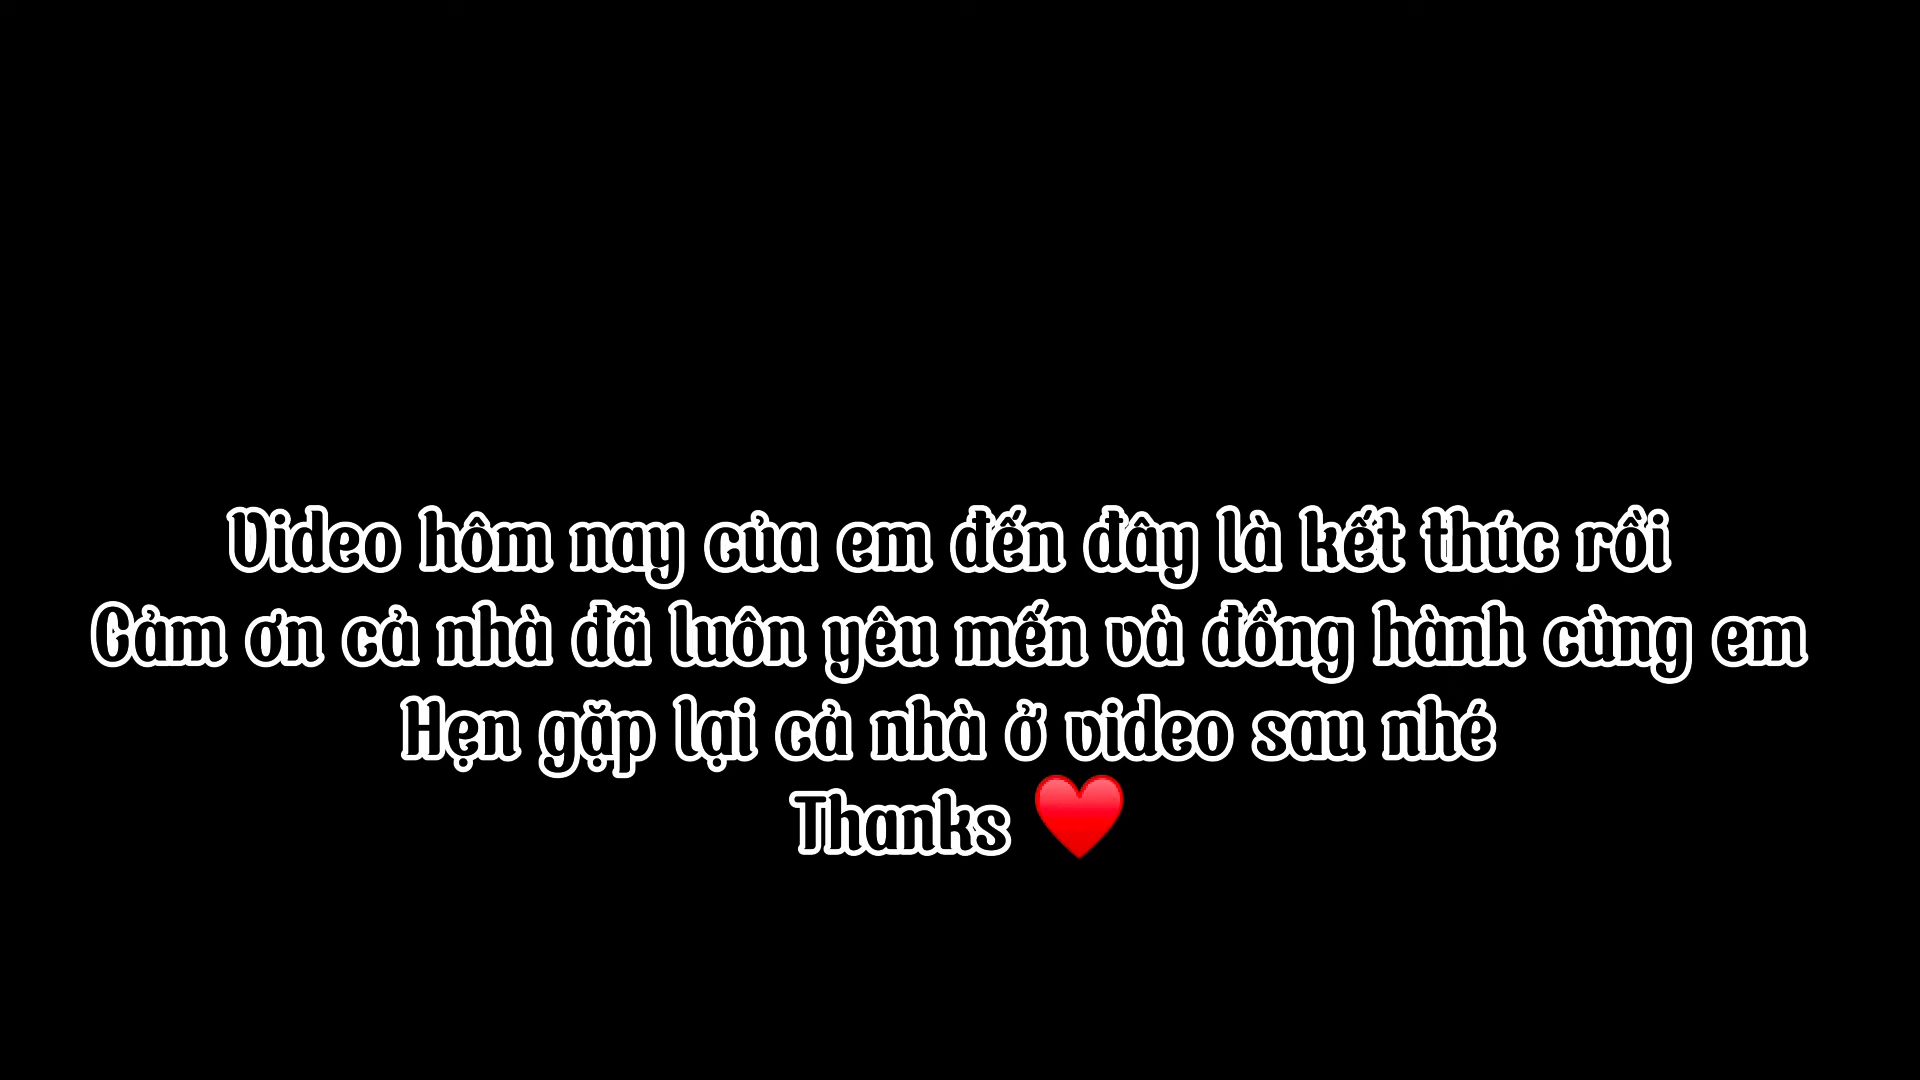 Video hôm nay của em đến đây là kết thúc rồi
Cảm ơn cả nhà đã luôn yêu mến và đồng hành cùng em
Hẹn gặp lại cả nhà ở video sau nhé
Thanks ❤️